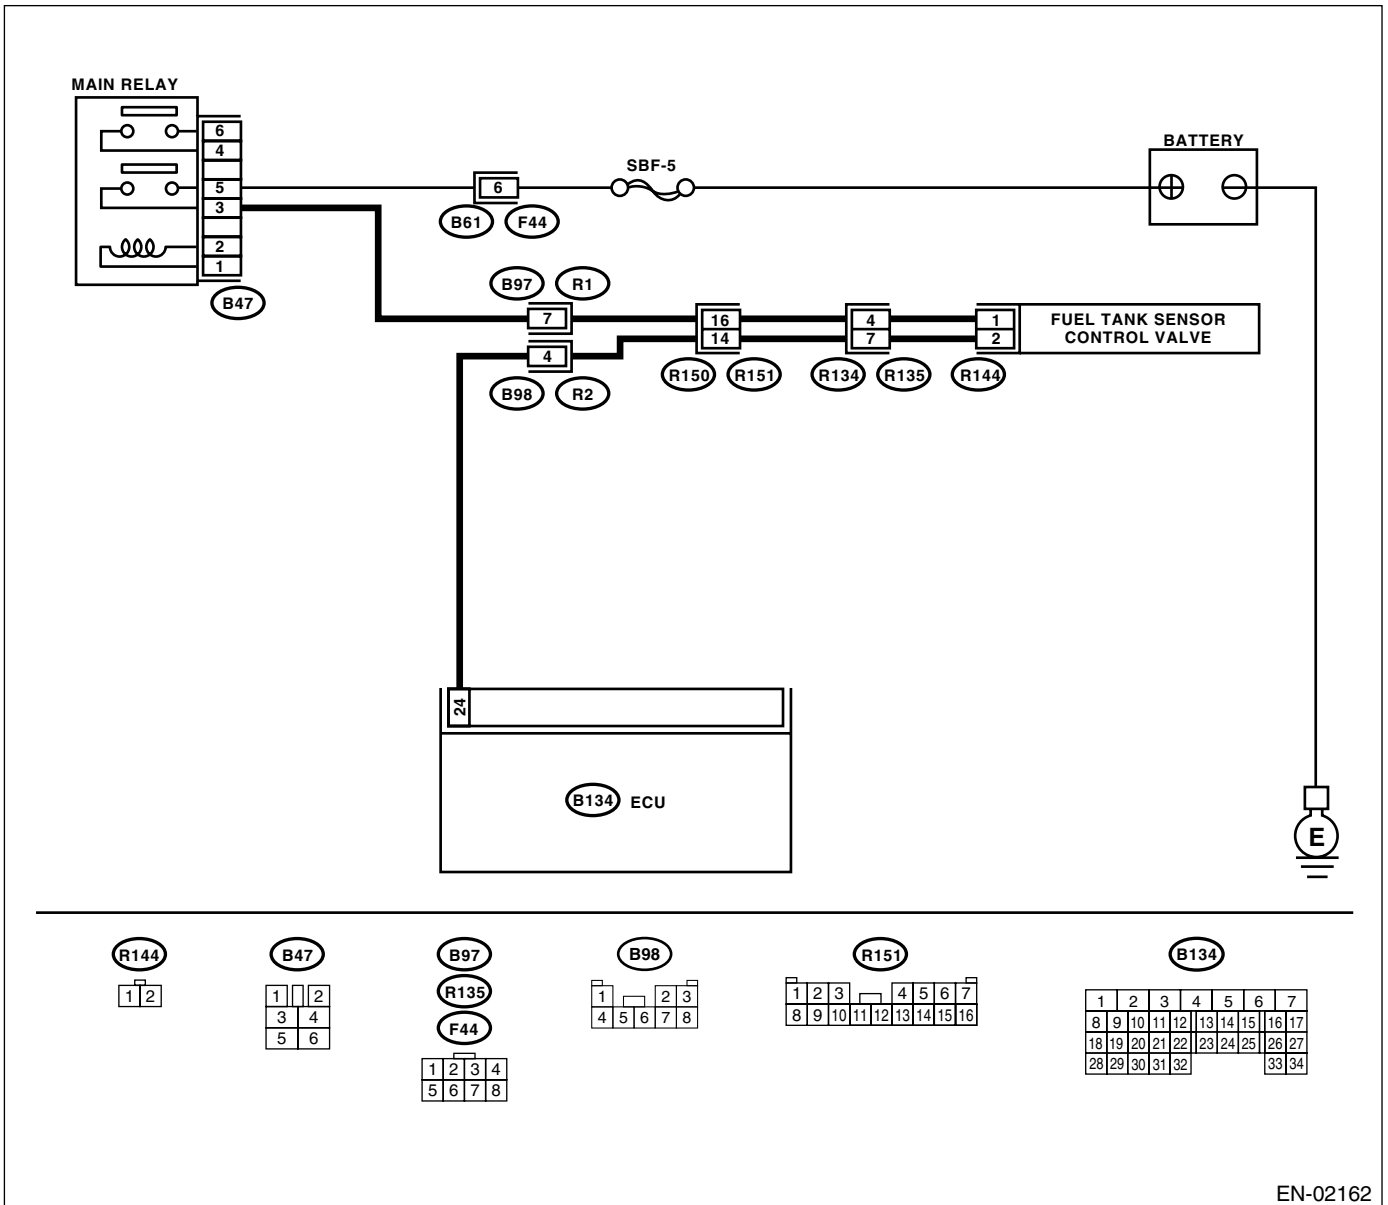 MAIN RELAY
6
4
5
3
2
1
B47
6
B61 F44
SBF-5
BATTERY
B97 R1
7
4
B98 R2
16
14
R150 R151
4
7
R134 R135
1
2
R144
FUEL TANK SENSOR
CONTROL VALVE
24
B134 ECU
E
R144
1 2
B47
1 2
3 4
5 6
B97
R135
F44
1 2 3 4
5 6 7 8
B98
1 2 3
4 5 6 7 8
R151
1 2 3 4 5 6 7
8 9 10 11 12 13 14 15 16
B134
1 2 3 4 5 6 7
8 9 10 11 12 13 14 15 16 17
18 19 20 21 22 23 24 25 26 27
28 29 30 31 32 33 34
EN-02162